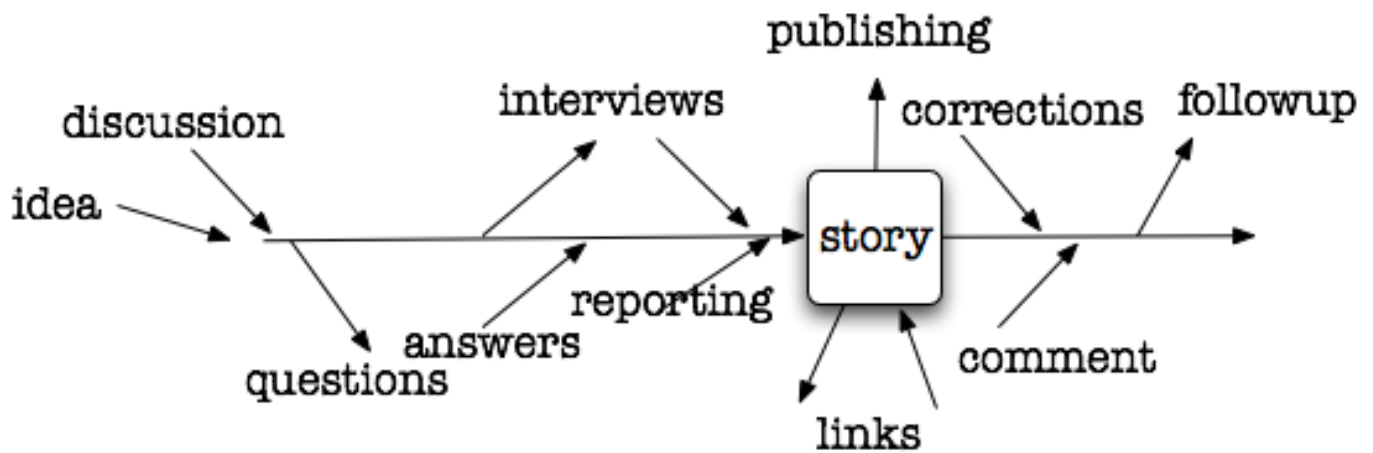 publishing
interviews
followup
corrections
discussion
idea
story
reporting
answers
comment
questions
links